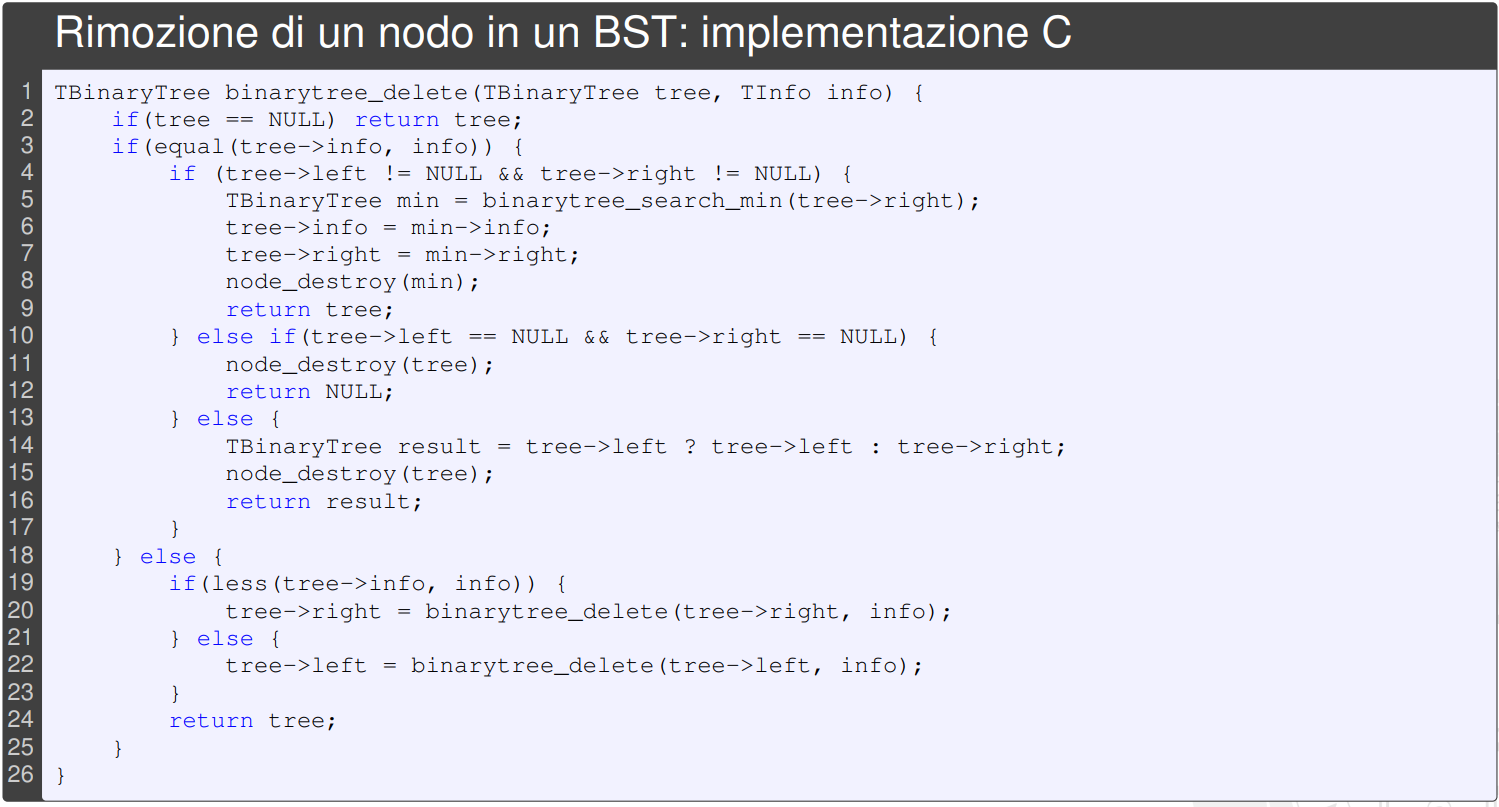 Rimozione di un nodo in un BST: implementazione C
1 TBinaryTree binarytree_delete(TBinaryTree tree, TInfo info) {
2     if(tree == NULL) return tree;
3     if(equal(tree->info, info)) {
4         if (tree->left != NULL && tree->right != NULL) {
5             TBinaryTree min = binarytree_search_min(tree->right);
6             tree->info = min->info;
7             tree->right = min->right;
8             node_destroy(min);
9             return tree;
10         } else if(tree->left == NULL && tree->right == NULL) {
11             node_destroy(tree);
12             return NULL;
13         } else {
14             TBinaryTree result = tree->left ? tree->left : tree->right;
15             node_destroy(tree);
16             return result;
17         }
18     } else {
19         if(less(tree->info, info)) {
20             tree->right = binarytree_delete(tree->right, info);
21         } else {
22             tree->left = binarytree_delete(tree->left, info);
23         }
24         return tree;
25     }
26 }